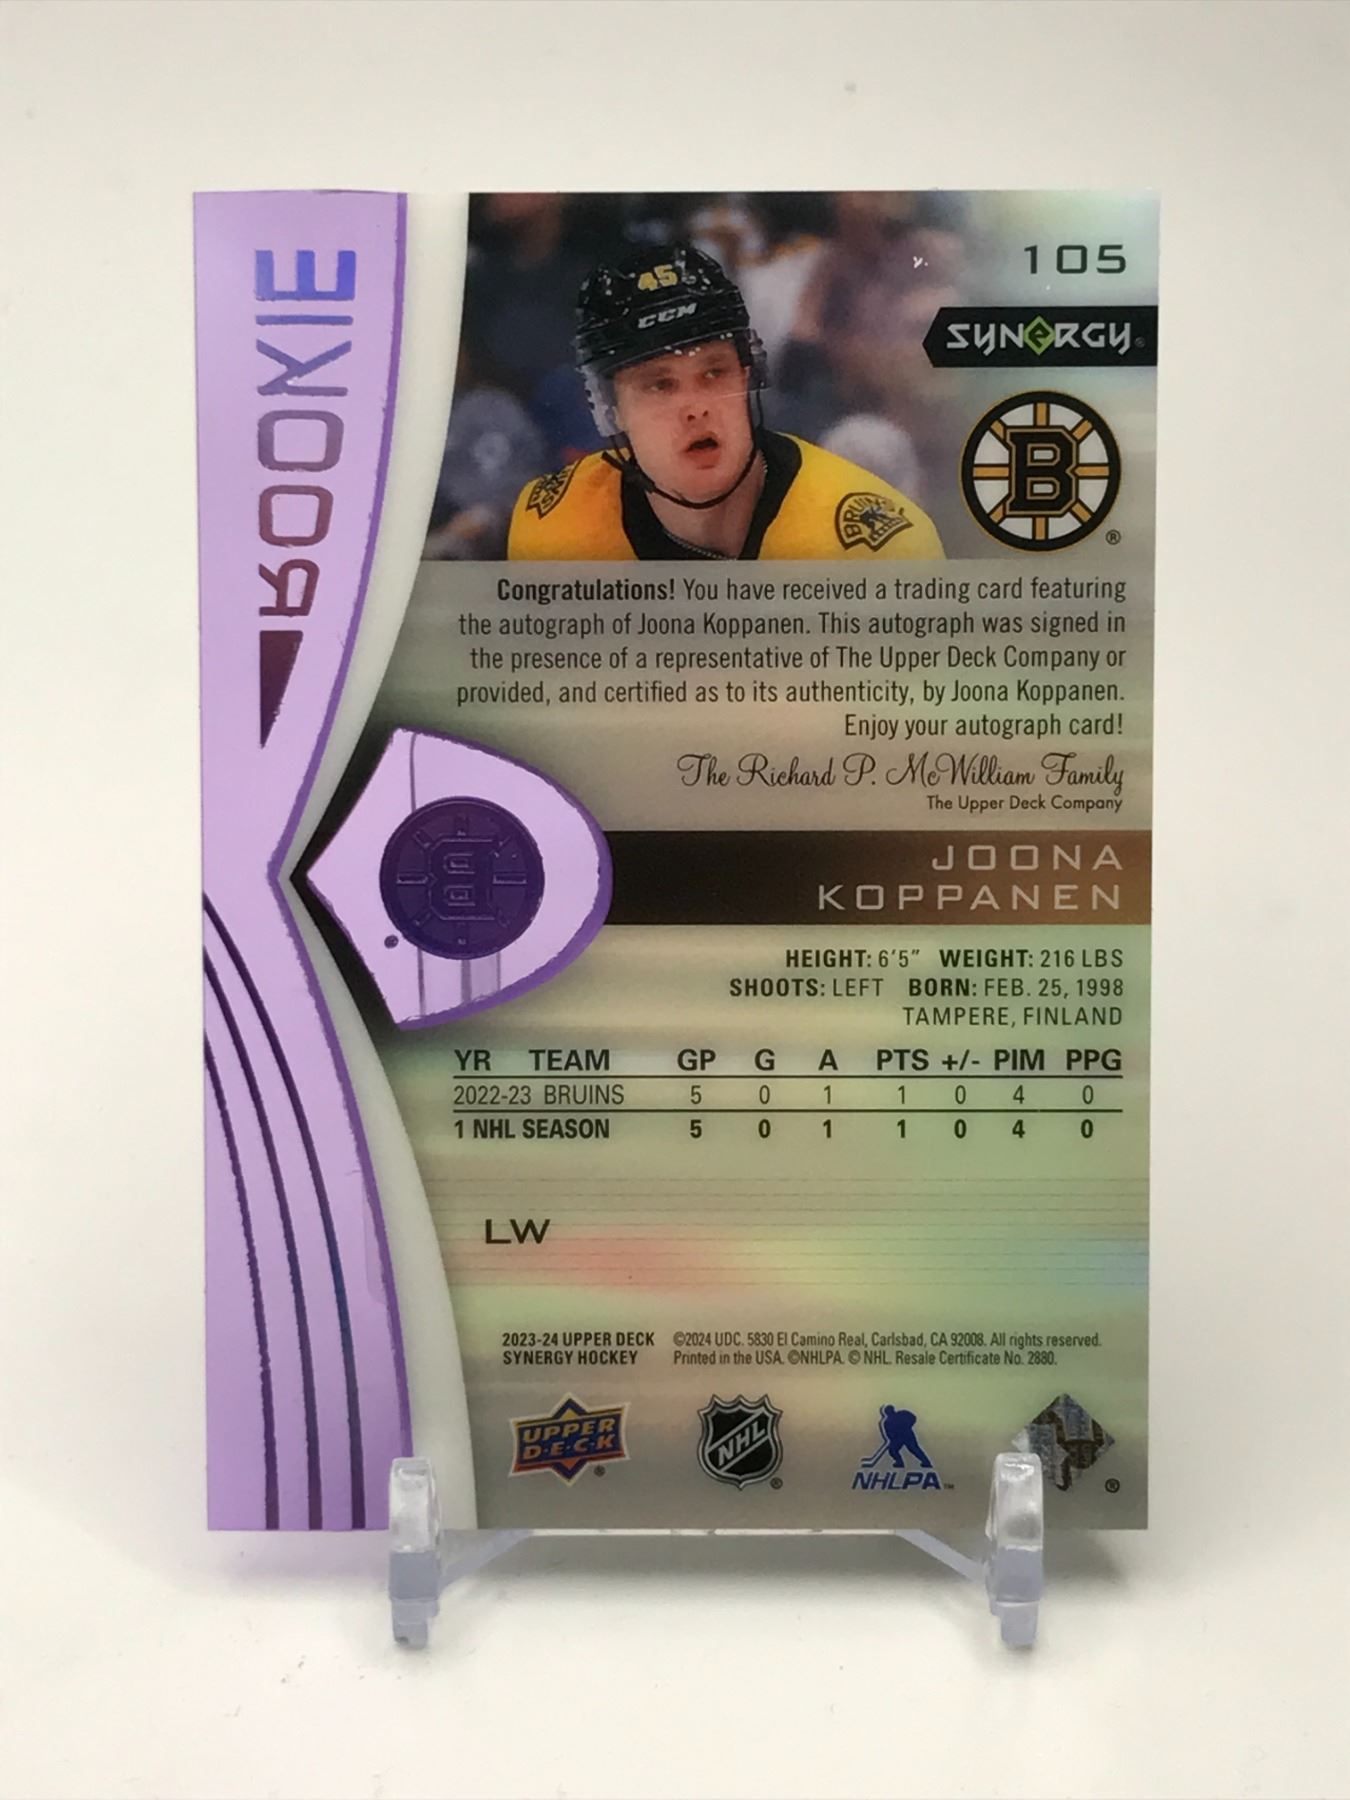 ROOKIE
45
CCM
105
SYNERGY
B
®
BRUINS
Congratulations! You have received a trading card featuring
the autograph of Joona Koppanen. This autograph was signed in
the presence of a representative of The Upper Deck Company or
provided, and certified as to its authenticity, by Joona Koppanen.
Enjoy your autograph card!
The Richard P. McWilliam Family
The Upper Deck Company
JOONA
KOPPANEN
HEIGHT: 6'5" WEIGHT: 216 LBS
SHOOTS: LEFT BORN: FEB. 25, 1998
TAMPERE, FINLAND
YR TEAM GP G A PTS +/- PIM PPG
2022-23 BRUINS 5 0 1 1 0 4 0
1 NHL SEASON 5 0 1 1 0 4 0
LW
2023-24 UPPER DECK
SYNERGY HOCKEY
©2024 UDC. 5830 El Camino Real, Carlsbad, CA 92008. All rights reserved.
Printed in the USA. ©NHLPA. © NHL. Resale Certificate No. 2880.
UPPER
D·E·C·K
®
NHL
®
NHLPA™
®